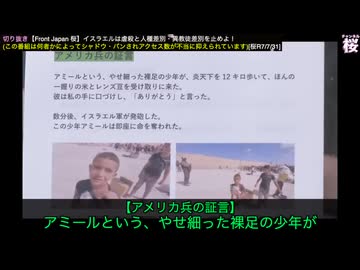 切り抜き【Front Japan 桜】イスラエルは虐殺と人種差別・異教徒差別を止めよ！
(この番組は何者かによってシャドウ・バンされアクセス数が不当に抑えられています)[桜R7/7/31]
チャンネル
桜
アメリカ兵の証言
アミールという、やせ細った裸足の少年が、炎天下を 12 キロ歩いて、ほんの
一握りの米とレンズ豆を受け取りに来た。
彼は私の手に口づけし、「ありがとう」と言った。
数分後、イスラエル軍が発砲した。
この少年アミールは即座に命を奪われた。
【アメリカ兵の証言】
アミールという、やせ細った裸足の少年が